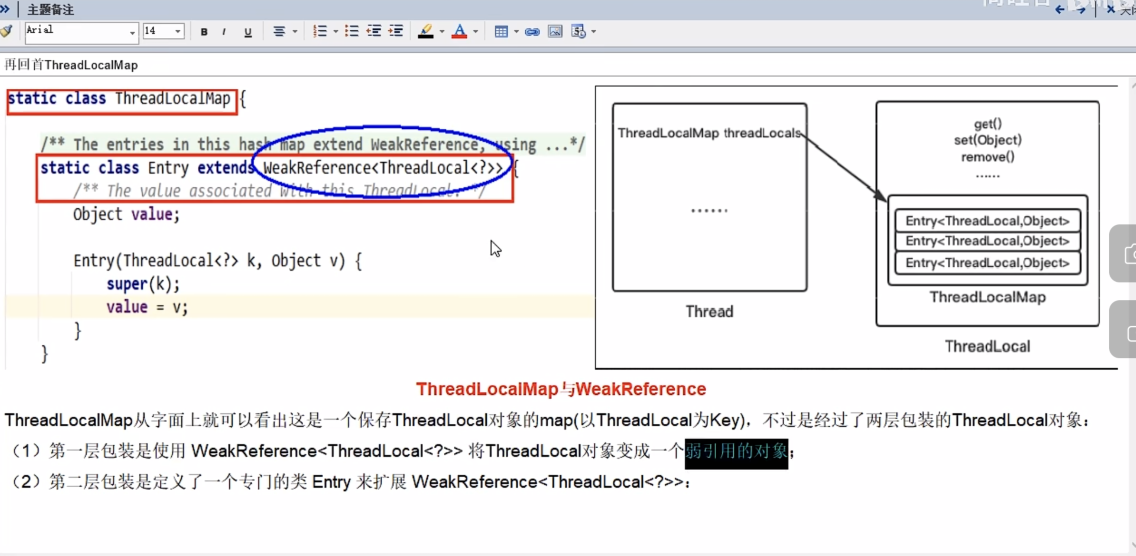 主题备注
Arial
14
B
I
U
A
再回首ThreadLocalMap
static class ThreadLocalMap {
/** The entries in this hash map extend WeakReference, using ...*/
static class Entry extends WeakReference<ThreadLocal<?>> {
/** The value associated with this ThreadLocal. */
Object value;
Entry(ThreadLocal<?> k, Object v) {
super(k);
value = v;
}
}
ThreadLocalMap threadLocals
......
Thread
get()
set(Object)
remove()
......
Entry<ThreadLocal,Object>
Entry<ThreadLocal,Object>
Entry<ThreadLocal,Object>
ThreadLocalMap
ThreadLocal
ThreadLocalMap与WeakReference
ThreadLocalMap从字面上就可以看出这是一个保存ThreadLocal对象的map(以ThreadLocal为Key)，不过是经过了两层包装的ThreadLocal对象：
（1）第一层包装是使用 WeakReference<ThreadLocal<?>> 将ThreadLocal对象变成一个弱引用的对象；
（2）第二层包装是定义了一个专门的类 Entry 来扩展 WeakReference<ThreadLocal<?>>：